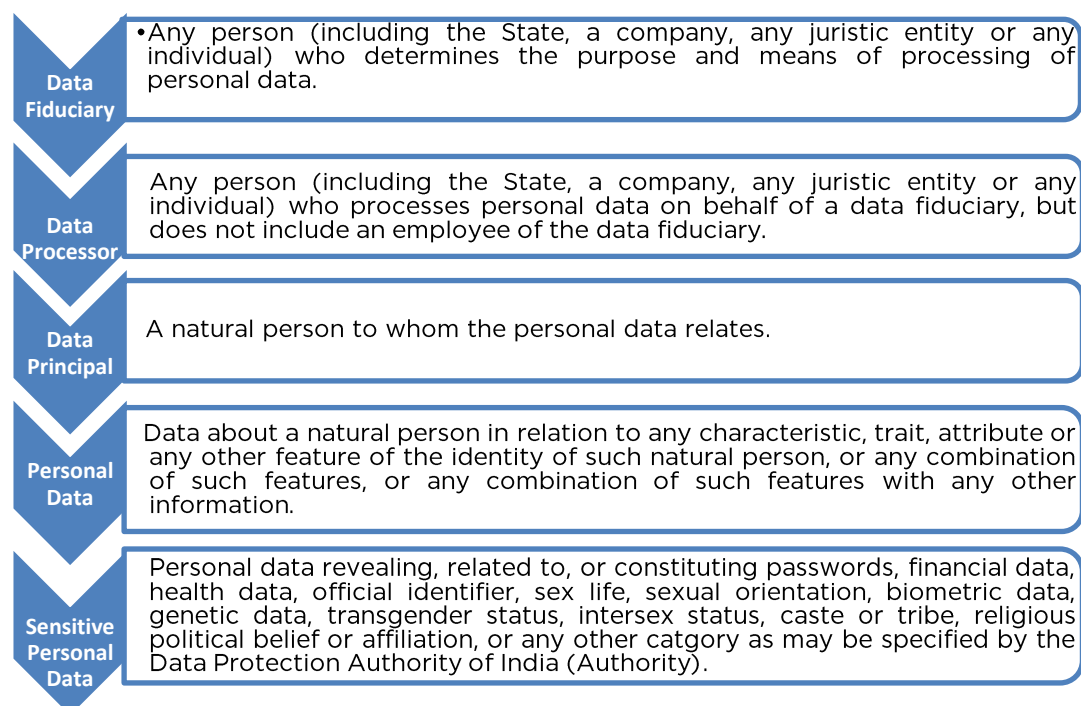 Data
Fiduciary
•Any person (including the State, a company, any juristic entity or any
individual) who determines the purpose and means of processing of
personal data.
Data
Processor
Any person (including the State, a company, any juristic entity or any
individual) who processes personal data on behalf of a data fiduciary, but
does not include an employee of the data fiduciary.
Data
Principal
A natural person to whom the personal data relates.
Personal
Data
Data about a natural person in relation to any characteristic, trait, attribute or
any other feature of the identity of such natural person, or any combination
of such features, or any combination of such features with any other
information.
Sensitive
Personal
Data
Personal data revealing, related to, or constituting passwords, financial data,
health data, official identifier, sex life, sexual orientation, biometric data,
genetic data, transgender status, intersex status, caste or tribe, religious
political belief or affiliation, or any other catgory as may be specified by the
Data Protection Authority of India (Authority).